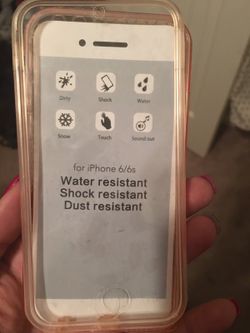 Dirty Shock Water
Snow Touch Sound out
for iPhone 6/6s
Water resistant
Shock resistant
Dust resistant